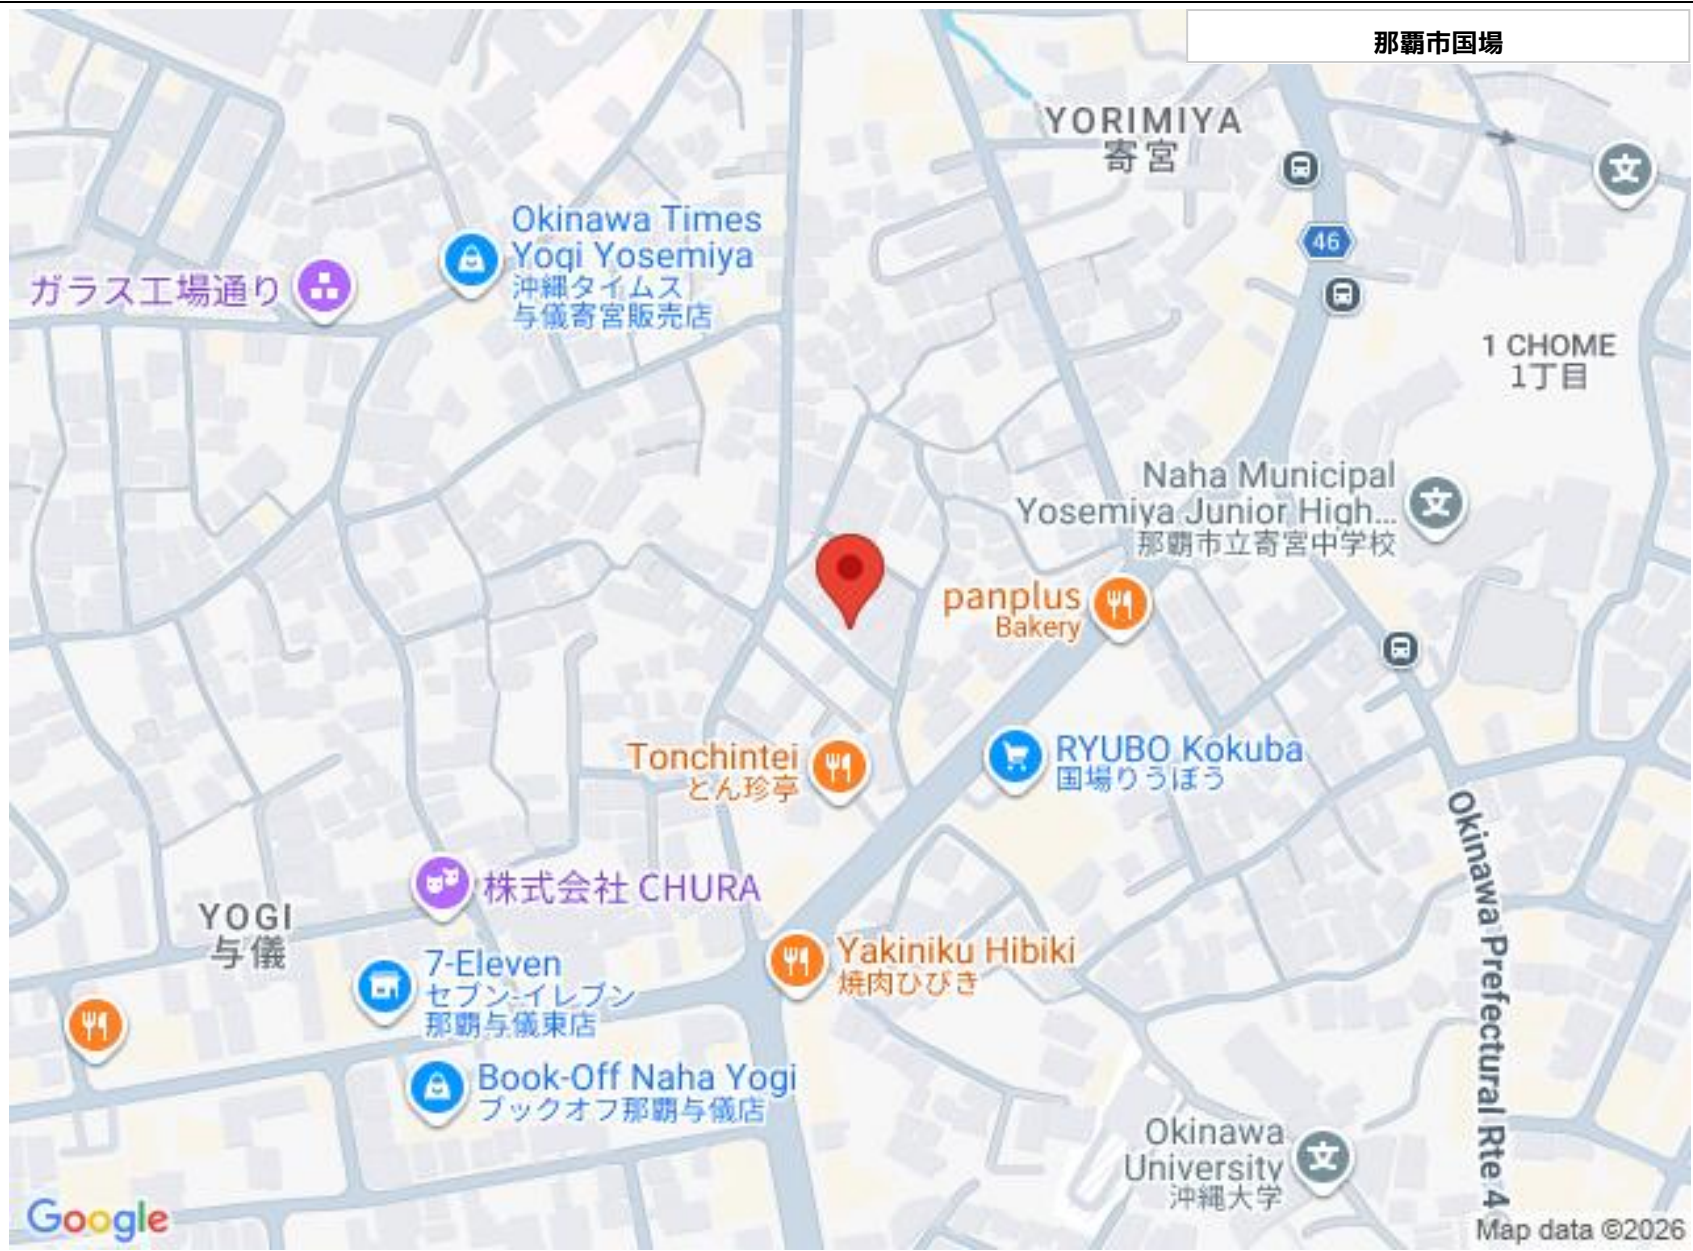 那覇市国場
YORIMIYA
寄宮
46
Okinawa Times
Yogi Yosemiya
沖縄タイムス
与儀寄宮販売店
ガラス工場通り
1 CHOME
1丁目
Naha Municipal
Yosemiya Junior High...
那覇市立寄宮中学校
panplus
Bakery
Tonchintei
とん珍亭
RYUBO Kokuba
国場りうぼう
株式会社 CHURA
YOGI
与儀
7-Eleven
セブン-イレブン
那覇与儀東店
Yakiniku Hibiki
焼肉ひびき
Book-Off Naha Yogi
ブックオフ那覇与儀店
Okinawa Prefectural Rte 4
Okinawa
University
沖縄大学
Google
Map data ©2026